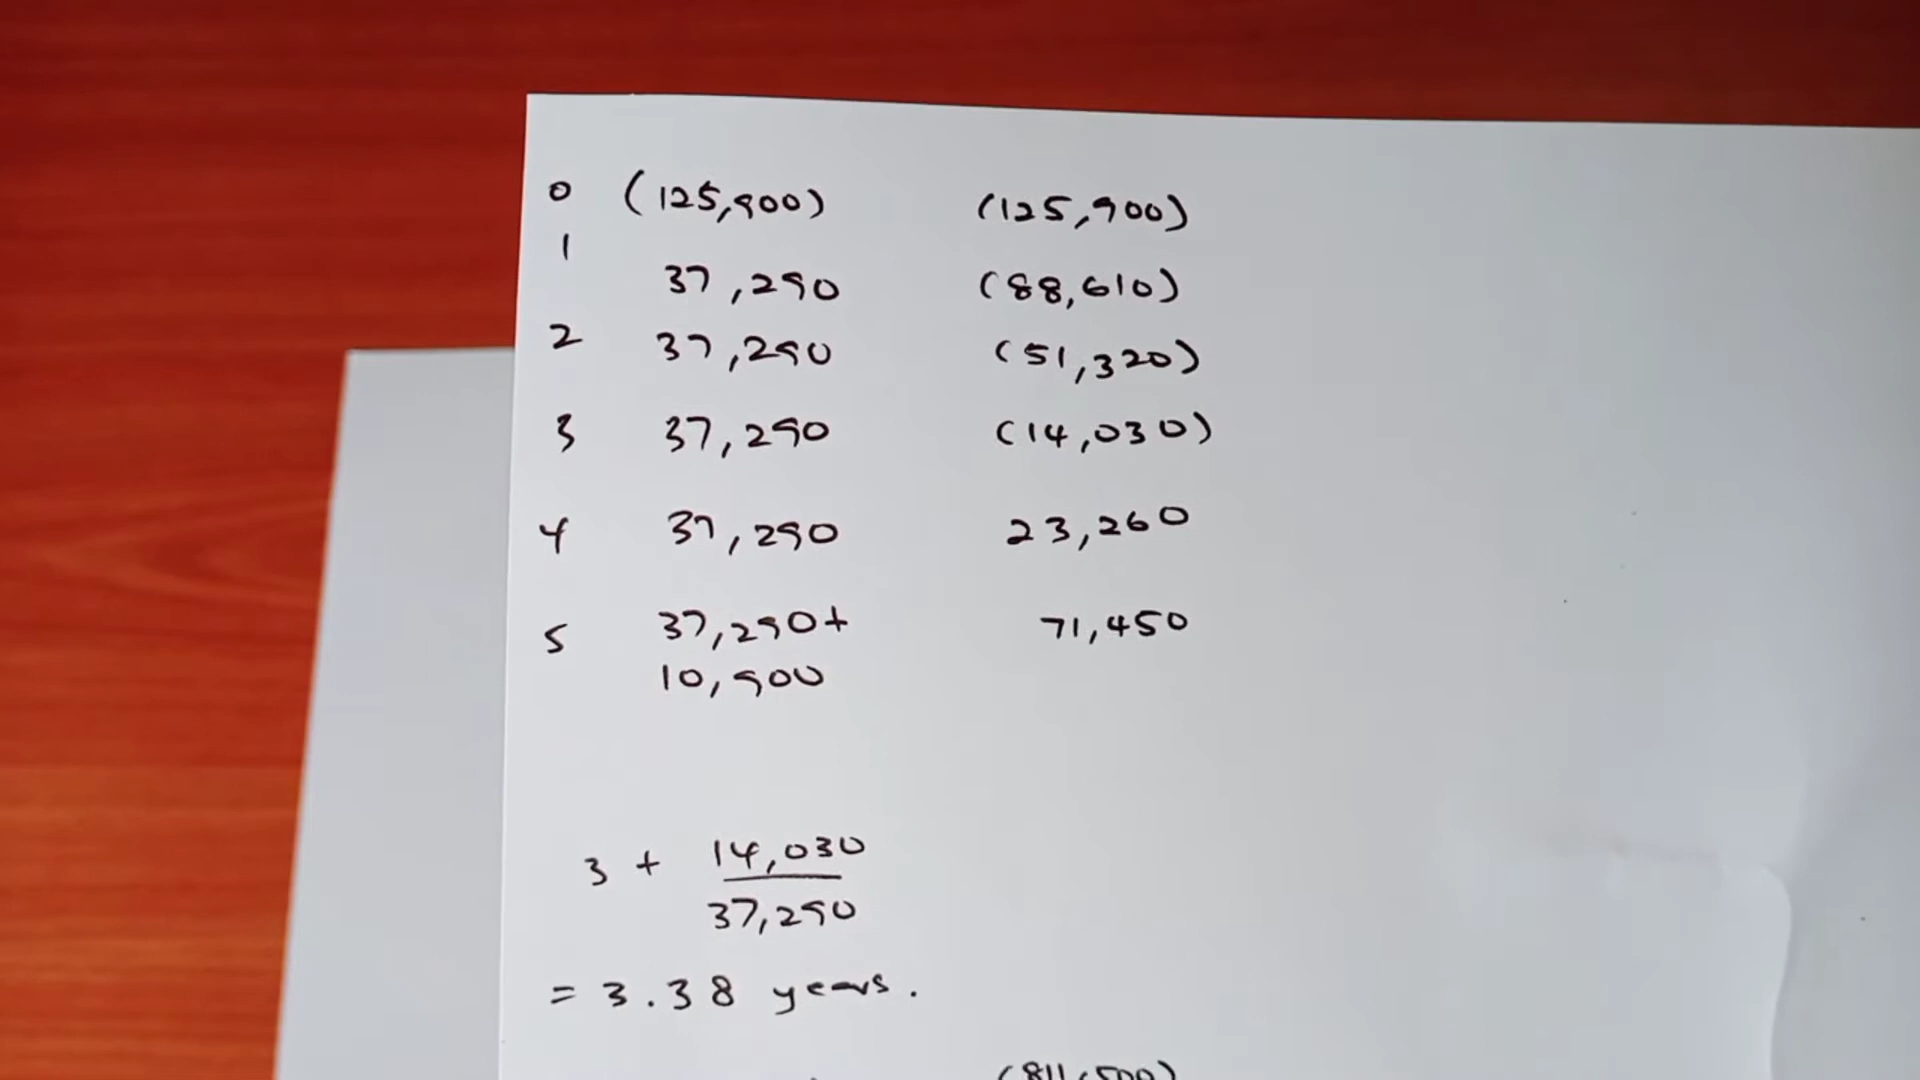 0 (125,900) (125,900)
1
37,290 (88,610)
2 37,290 (51,320)
3 37,290 (14,030)
4 37,290 23,260
5 37,290+ 71,450
10,900
3 + 14,030
37,290
= 3.38 years.